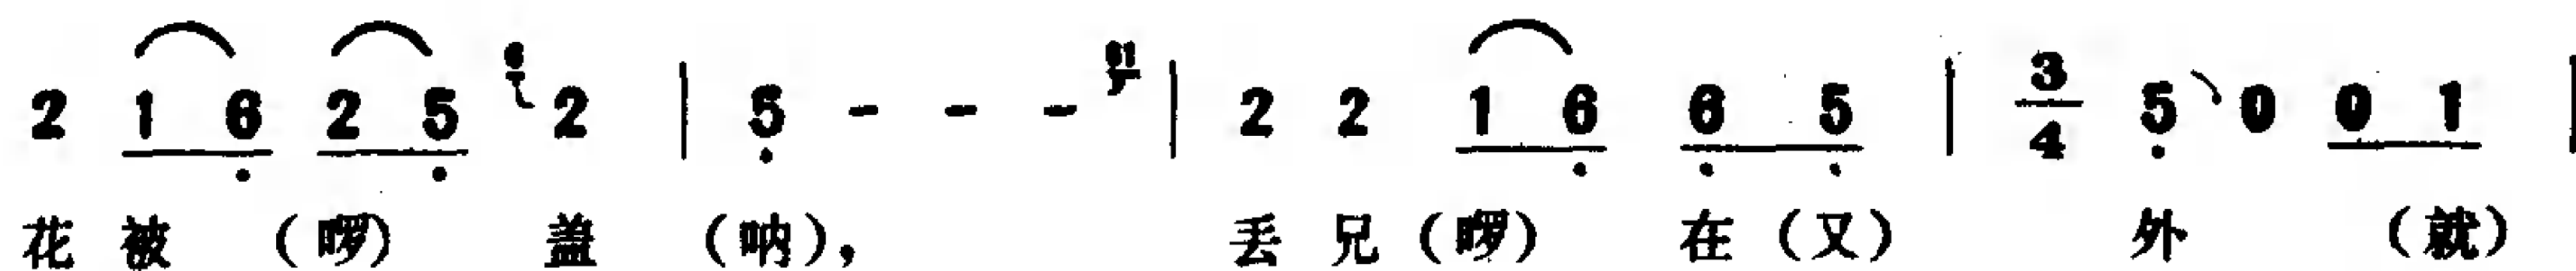 2 1 6 2 5 2 | 5 - - - | 2 2 1 6 6 5 | 3/4 5 0 0 1 |
花 被 （啰） 盖 （呐）， 丢 兄（啰） 在（又） 外 （就）